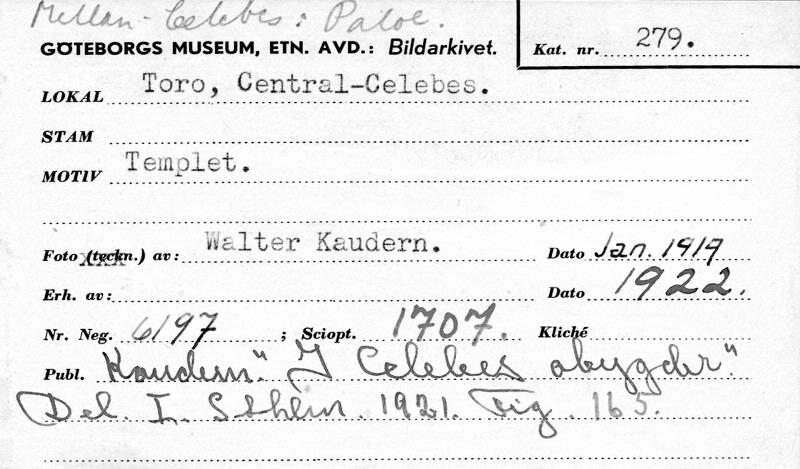 Mellan-Celebes: Paloe.
GÖTEBORGS MUSEUM, ETN. AVD.: Bildarkivet. Kat. nr. 279.
LOKAL Toro, Central-Celebes.
STAM
MOTIV Templet.
Foto (teckn.) av: Walter Kaudern. Dato Jan. 1919
Erh. av: Dato 1922.
Nr. Neg. 6197 ; Sciopt. 1707. Kliché
Publ. Kaudern: "I Celebes obygder."
Del. I. Sthlm. 1921. Fig. 165.